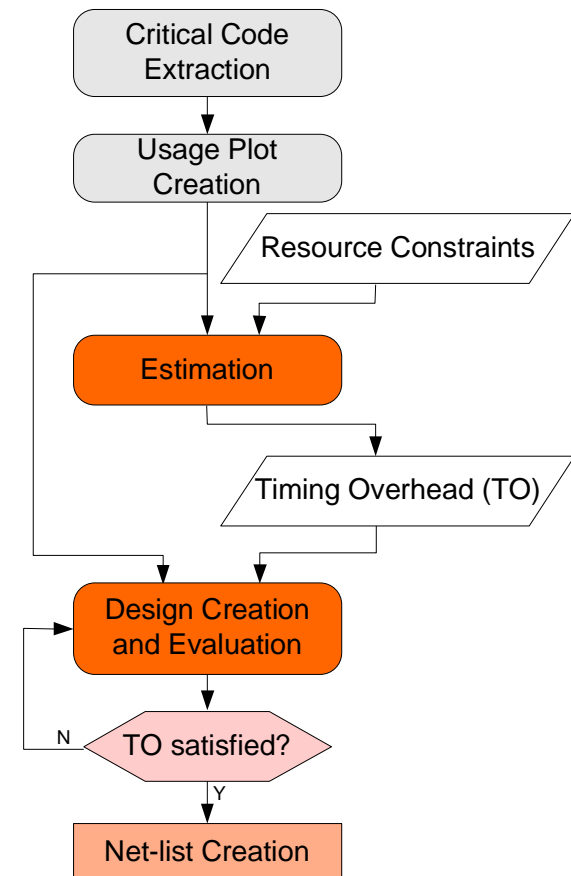 Critical Code
Extraction
Usage Plot
Creation
Resource Constraints
Estimation
Timing Overhead (TO)
Design Creation
and Evaluation
N
TO satisfied?
Y
Net-list Creation